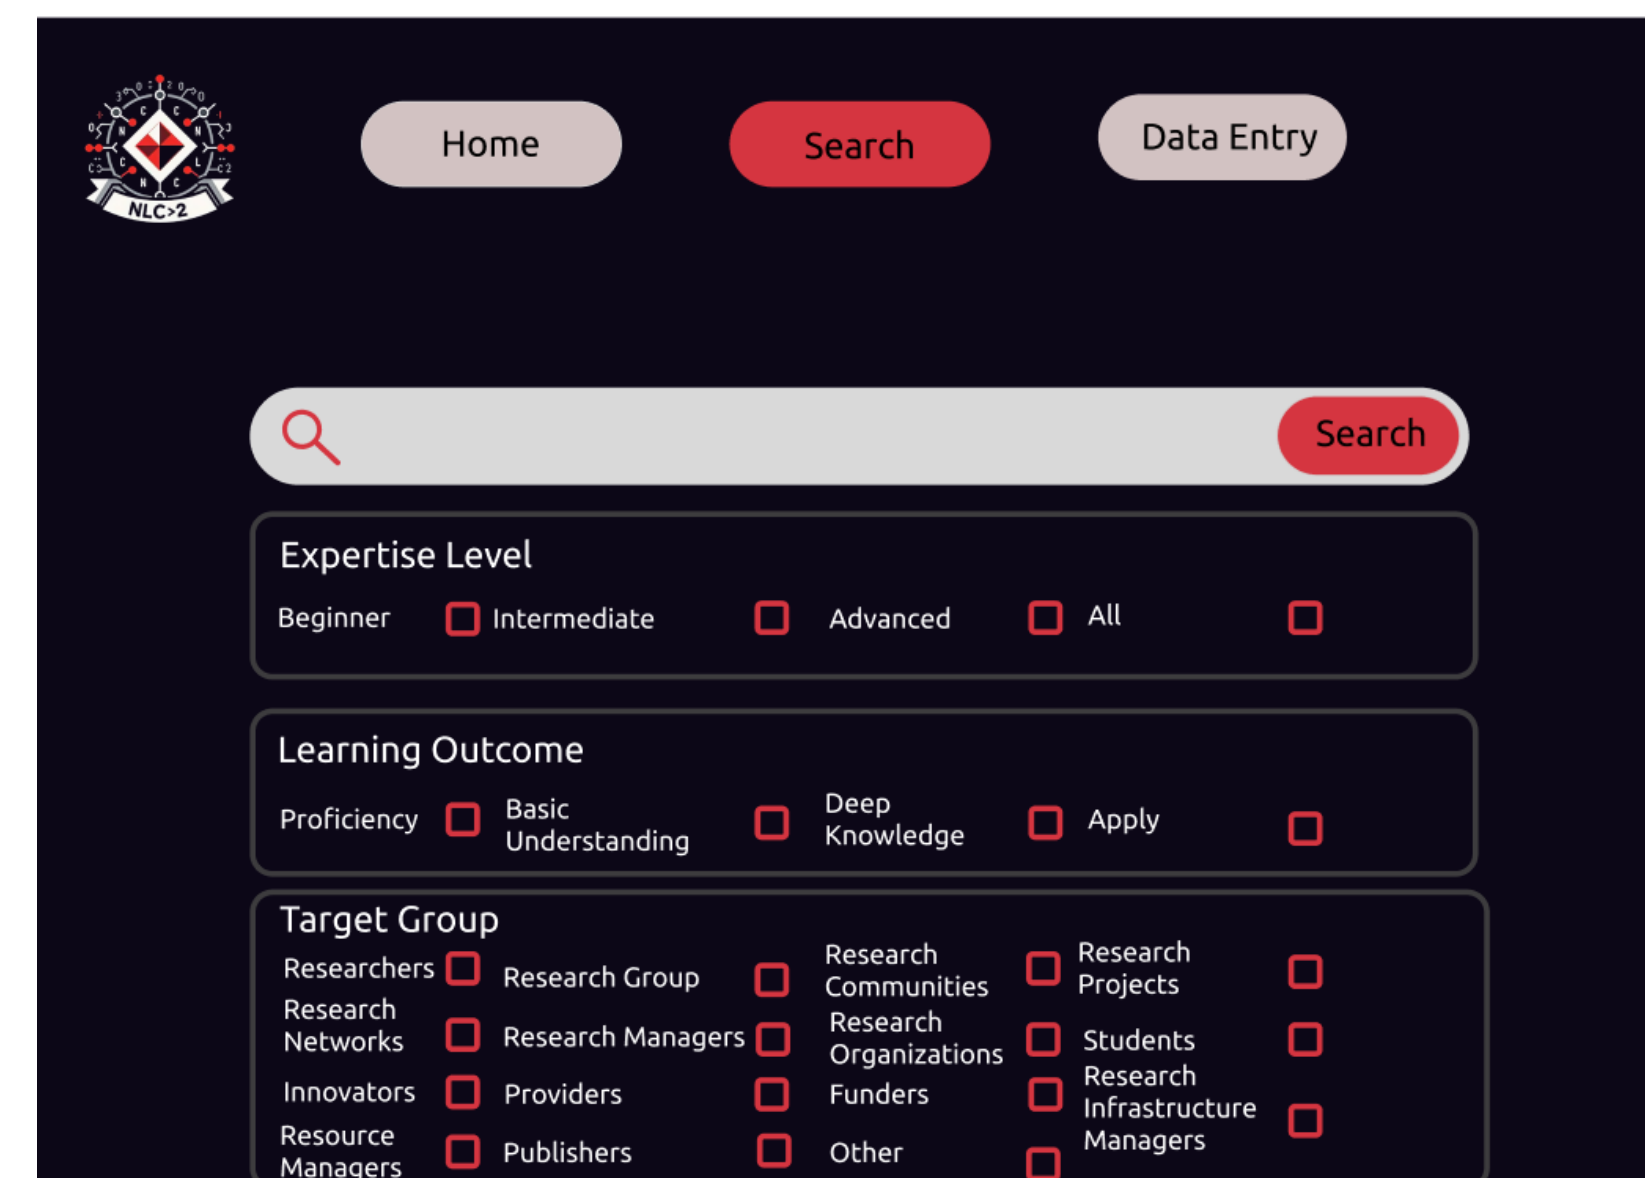 Home
Search
Data Entry
NLC>2
Search
Expertise Level
Beginner
Intermediate
Advanced
All
Learning Outcome
Proficiency
Basic
Understanding
Deep
Knowledge
Apply
Target Group
Researchers
Research Group
Research
Communities
Research
Projects
Research
Networks
Research Managers
Research
Organizations
Students
Innovators
Providers
Funders
Research
Infrastructure
Managers
Resource
Managers
Publishers
Other